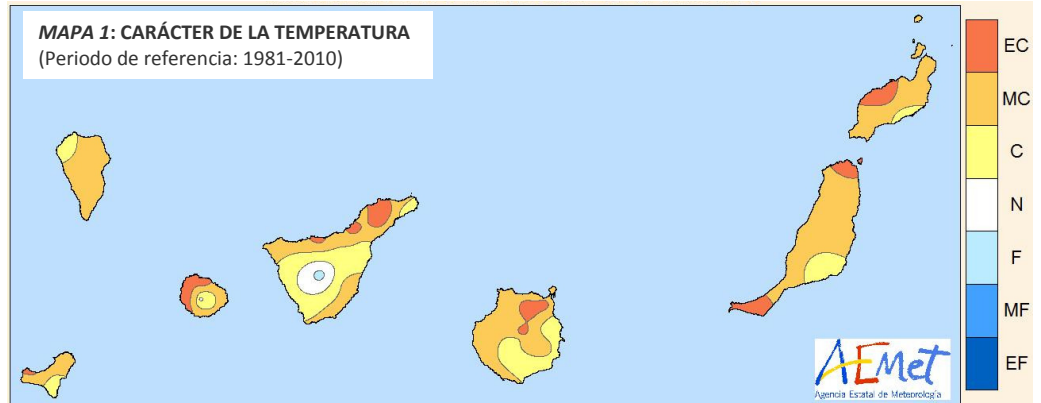 MAPA 1: CARÁCTER DE LA TEMPERATURA
(Periodo de referencia: 1981-2010)
EC
MC
C
N
F
MF
EF
AEMet
Agencia Estatal de Meteorología